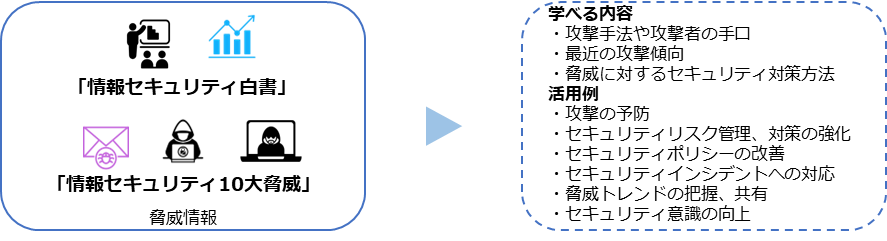 「情報セキュリティ白書」
「情報セキュリティ10大脅威」
脅威情報
学べる内容
・攻撃手法や攻撃者の手口
・最近の攻撃傾向
・脅威に対するセキュリティ対策方法
活用例
・攻撃の予防
・セキュリティリスク管理、対策の強化
・セキュリティポリシーの改善
・セキュリティインシデントへの対応
・脅威トレンドの把握、共有
・セキュリティ意識の向上